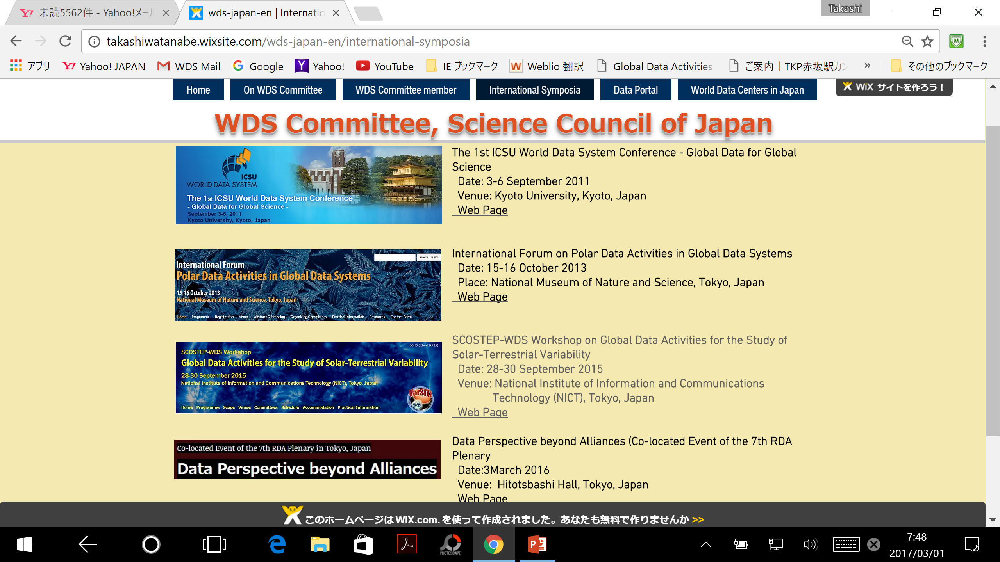 未読5562件 - Yahoo!メール
wds-japan-en | Internatio
Takashi
takashiwatanabe.wixsite.com/wds-japan-en/international-symposia
アプリ
Yahoo! JAPAN
WDS Mail
Google
Yahoo!
YouTube
IE ブックマーク
Weblio 翻訳
Global Data Activities
ご案内｜TKP赤坂駅カン
»
その他のブックマーク
Home
On WDS Committee
WDS Committee member
International Symposia
Data Portal
World Data Centers in Japan
WiX サイトを作ろう！
WDS Committee, Science Council of Japan
ICSU
WORLD DATA SYSTEM
The 1st ICSU World Data System Conference
- Global Data for Global Science -
September 3-6, 2011
Kyoto University, Kyoto, Japan
The 1st ICSU World Data System Conference - Global Data for Global
Science
Date: 3-6 September 2011
Venue: Kyoto University, Kyoto, Japan
Web Page
Search this site
International Forum
Polar Data Activities in Global Data Systems
15-16 October 2013
National Museum of Nature and Science, Tokyo, Japan
Home Programme Registration Venue Abstract Submission Organizing Committees Practical Information Resources Contact Form
International Forum on Polar Data Activities in Global Data Systems
Date: 15-16 October 2013
Place: National Museum of Nature and Science, Tokyo, Japan
Web Page
SOHO (ESA & NASA)
SCOSTEP-WDS Workshop
Global Data Activities for the Study of Solar-Terrestrial Variability
28-30 September 2015
National Institute of Information and Communications Technology (NICT), Tokyo, Japan
VarSITI
Home Programme Scope Venue Committees Schedule Accommodation Practical Information
SCOSTEP-WDS Workshop on Global Data Activities for the Study of
Solar-Terrestrial Variability
Date: 28-30 September 2015
Venue: National Institute of Information and Communications
Technology (NICT), Tokyo, Japan
Web Page
Co-located Event of the 7th RDA Plenary in Tokyo, Japan
Data Perspective beyond Alliances
Data Perspective beyond Alliances (Co-located Event of the 7th RDA
Plenary
Date:3March 2016
Venue: Hitotsbashi Hall, Tokyo, Japan
Web Page
このホームページは WIX.com. を使って作成されました。あなたも無料で作りませんか >>
PHOTOSCAPE
7:48
2017/03/01